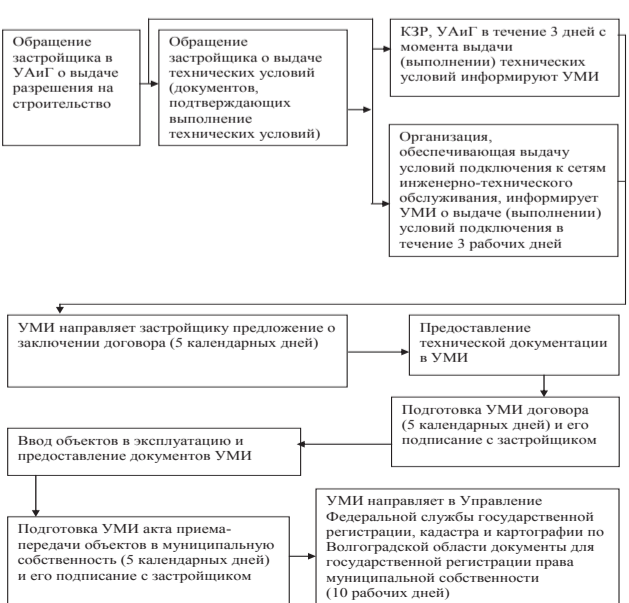 Обращение
застройщика в
УАиГ о выдаче
разрешения на
строительство
Обращение
застройщика о выдаче
технических условий
(документов,
подтверждающих
выполнение
технических условий)
КЗР, УАиГ в течение 3 дней с
момента выдачи
(выполнении) технических
условий информируют УМИ
Организация,
обеспечивающая выдачу
условий подключения к сетям
инженерно-технического
обслуживания, информирует
УМИ о выдаче (выполнении)
условий подключения в
течение 3 рабочих дней
УМИ направляет застройщику предложение о
заключении договора (5 календарных дней)
Предоставление
технической документации
в УМИ
Подготовка УМИ договора
(5 календарных дней) и его
подписание с застройщиком
Ввод объектов в эксплуатацию и
предоставление документов УМИ
Подготовка УМИ акта приема-
передачи объектов в муниципальную
собственность (5 календарных дней)
и его подписание с застройщиком
УМИ направляет в Управление
Федеральной службы государственной
регистрации, кадастра и картографии по
Волгоградской области документы для
государственной регистрации права
муниципальной собственности
(10 рабочих дней)